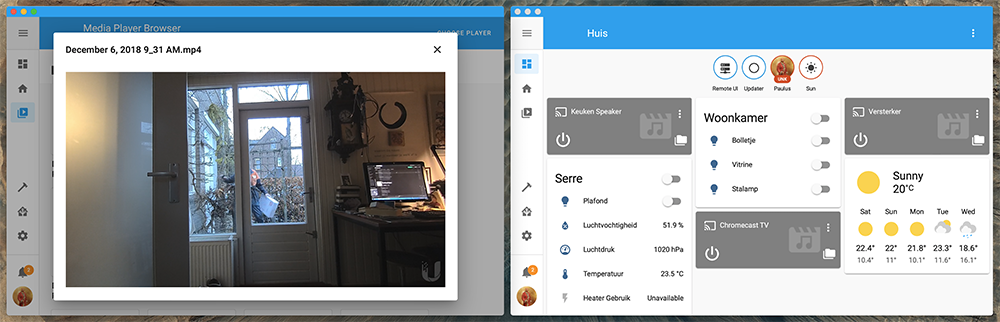 Media Player Browser
CHOOSE PLAYER
December 6, 2018 9_31 AM.mp4
2
Huis
Remote UI
Updater
UNK
Paulus
Sun
Keuken Speaker
Serre
Plafond
Luchtvochtigheid 51.9 %
Luchtdruk 1020 hPa
Temperatuur 23.5 °C
Heater Gebruik Unavailable
Woonkamer
Bolletje
Vitrine
Stalamp
Chromecast TV
Versterker
Sunny
20°C
Sat Sun Mon Tue Wed
22.4° 22° 21.8° 23.3° 18.6°
10.4° 11° 10.1° 11.6° 16.1°
2